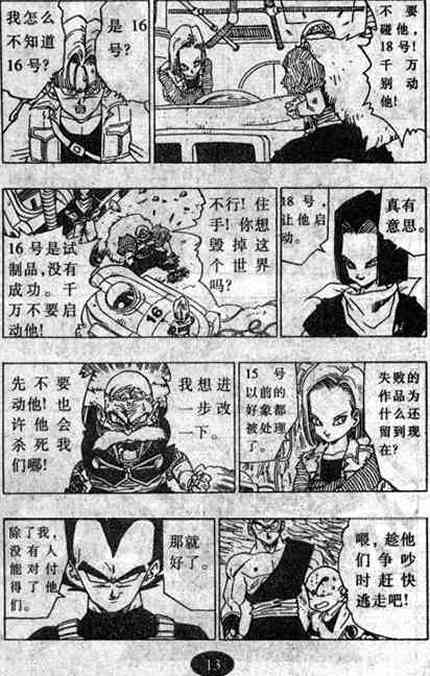 不要
碰他，
18号！
千万
别动
他！
是16
号？
我怎么
不知道
16号？
真有
意思。
18号，
让他启
动。
不行！住
手！你想
毁掉这
个世界
吗？
16号是试
制品，没有
成功。千
万不要启
动他！
16
失败的
作品为
什么还
留到现
在？
15号
以前的
好象都
被处理
了。
我想进
一步改
一下。
先不要
动他！也
许他会
杀死我
们哪！
喂，趁他
们争吵
时赶快
逃走吧！
那就
好了。
除了我，
没有人
能对付
得了他
们。
13